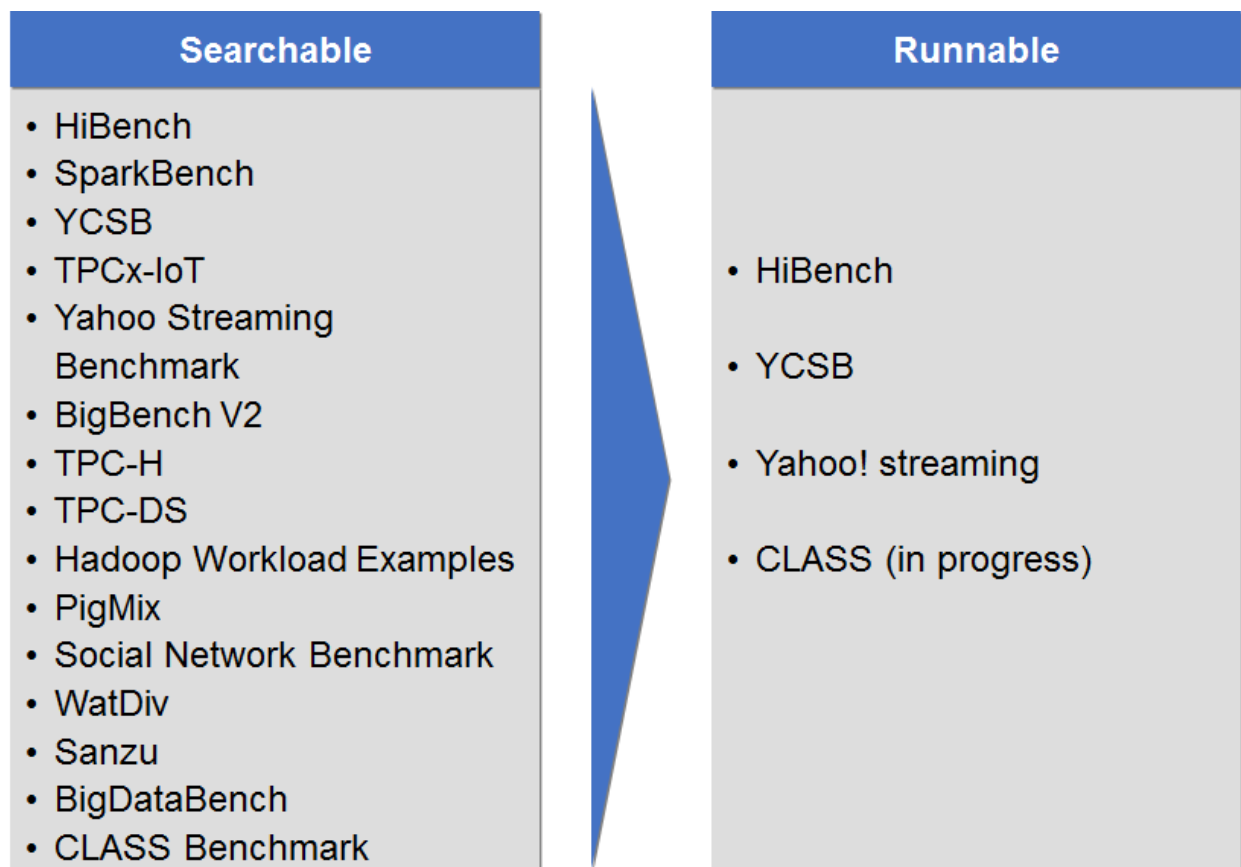 Searchable
• HiBench
• SparkBench
• YCSB
• TPCx-IoT
• Yahoo Streaming
Benchmark
• BigBench V2
• TPC-H
• TPC-DS
• Hadoop Workload Examples
• PigMix
• Social Network Benchmark
• WatDiv
• Sanzu
• BigDataBench
• CLASS Benchmark
Runnable
• HiBench
• YCSB
• Yahoo! streaming
• CLASS (in progress)